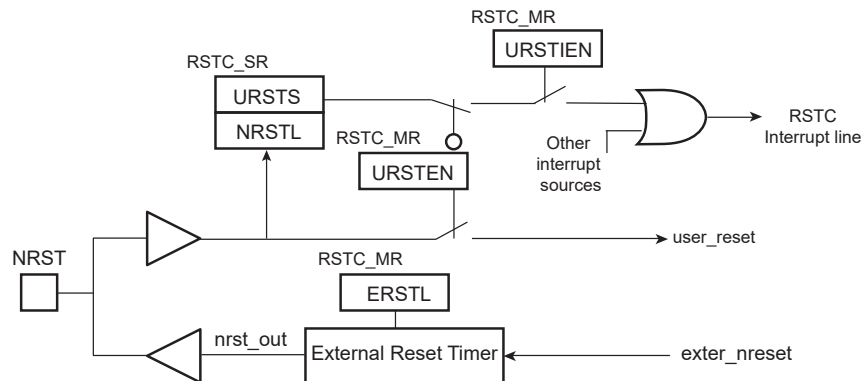 RSTC_MR
URSTIEN
RSTC_SR
URSTS
NRSTL
RSTC_MR
URSTEN
RSTC
Interrupt line
Other
interrupt
sources
user_reset
NRST
RSTC_MR
ERSTL
nrst_out
External Reset Timer
exter_nreset